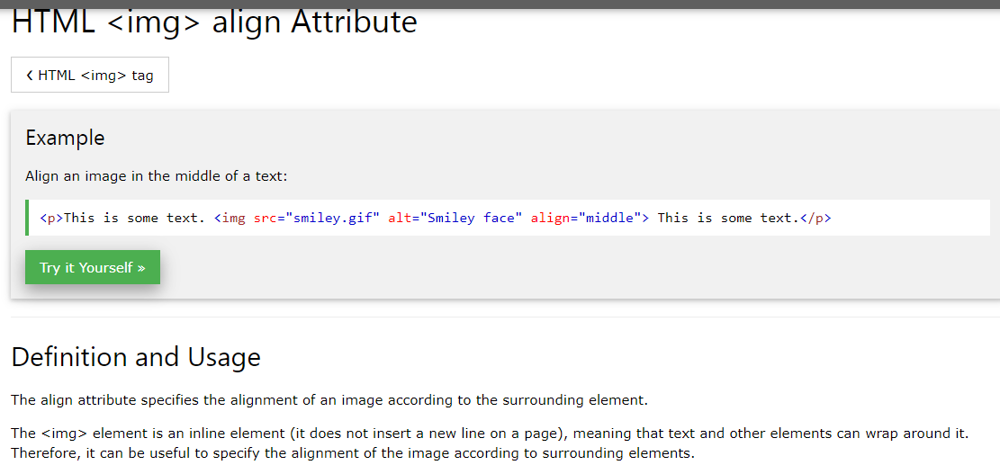 HTML <img> align Attribute
❮ HTML <img> tag
Example
Align an image in the middle of a text:
<p>This is some text. <img src="smiley.gif" alt="Smiley face" align="middle"> This is some text.</p>
Try it Yourself »
Definition and Usage
The align attribute specifies the alignment of an image according to the surrounding element.
The <img> element is an inline element (it does not insert a new line on a page), meaning that text and other elements can wrap around it.
Therefore, it can be useful to specify the alignment of the image according to surrounding elements.